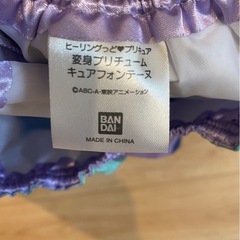 ヒーリングっど♥プリキュア
変身プリチューム
キュアフォンテーヌ
©ABC-A・東映アニメーション
BAN
DAI
MADE IN CHINA